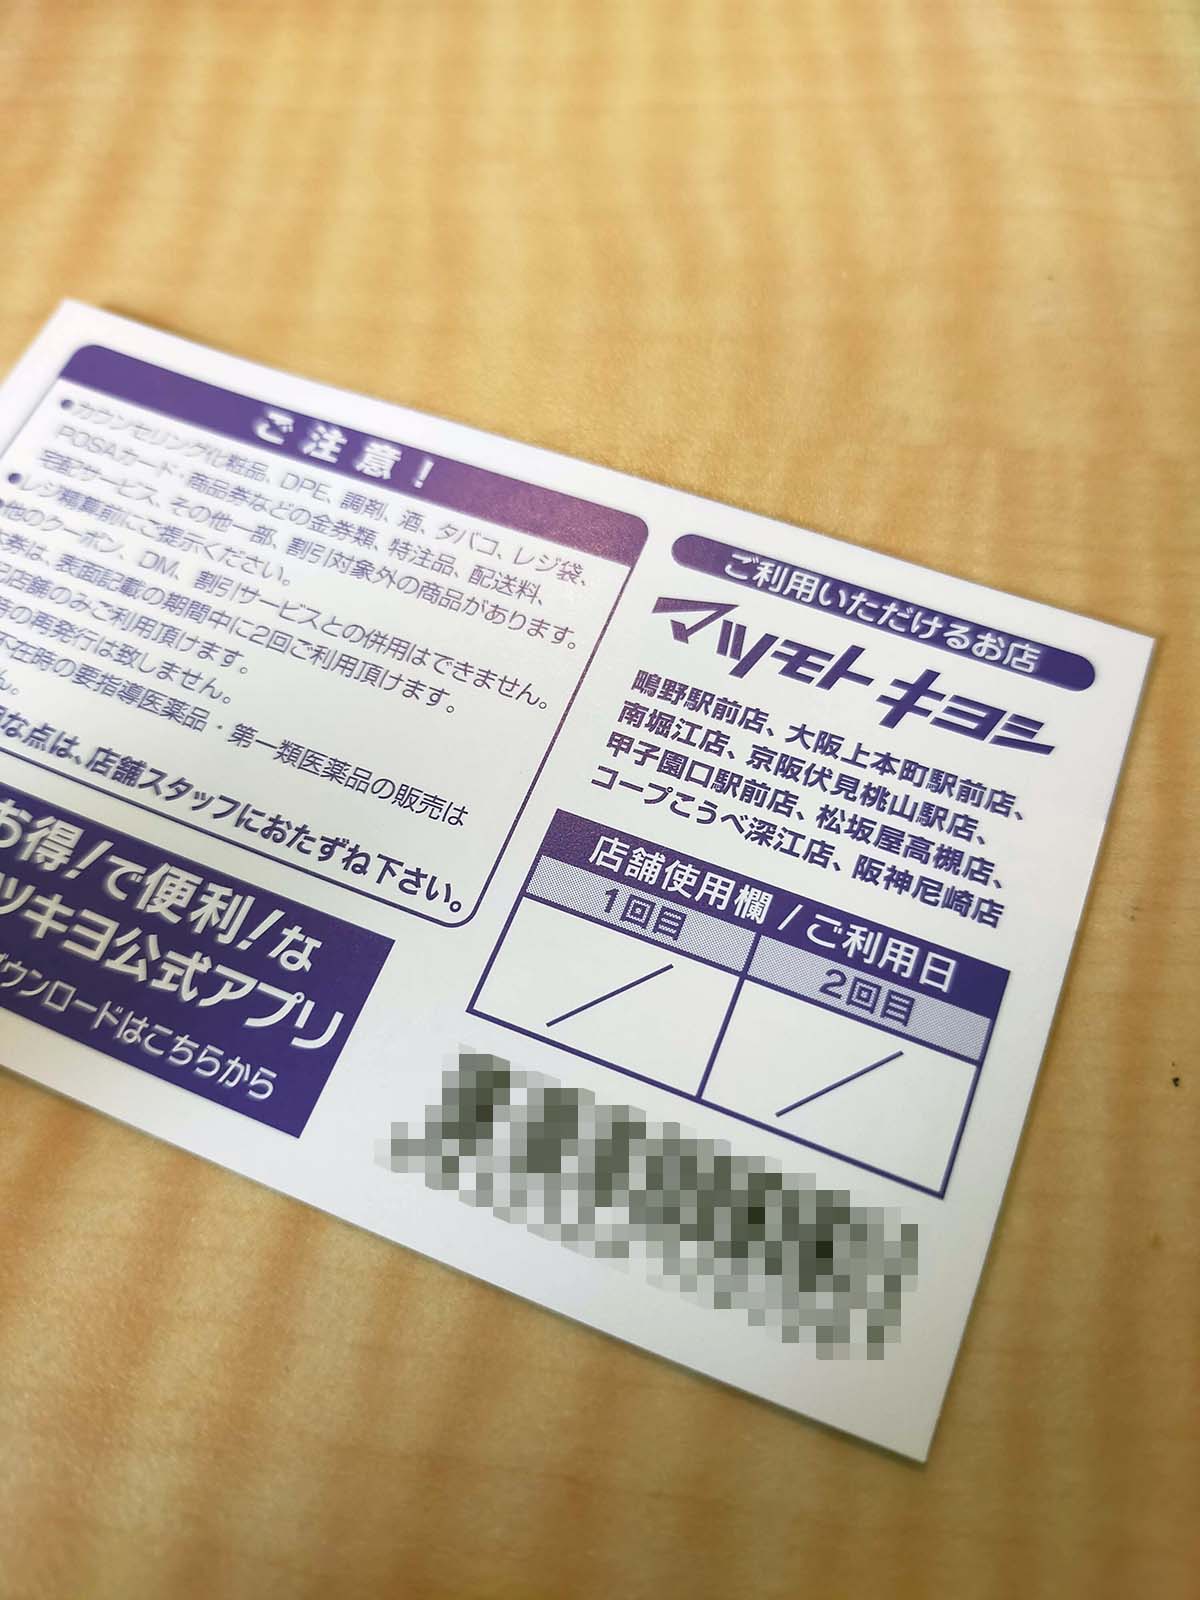 ご注意！
●カウンセリング化粧品、DPE、調剤、酒、タバコ、レジ袋、
POSAカード・商品券などの金券類、特注品、配送料、
宅配サービス、その他一部、割引対象外の商品があります。
●レジ精算前にご提示ください。
他のクーポン、DM、割引サービスとの併用はできません。
券は、表面記載の期間中に2回ご利用頂けます。
店舗のみご利用頂けます。
の再発行は致しません。
不在時の要指導医薬品・第一類医薬品の販売は
ん。
な点は、店舗スタッフにおたずね下さい。
お得！で便利！な
ツキヨ公式アプリ
ダウンロードはこちらから
ご利用いただけるお店
マツモトキヨシ
鴫野駅前店、大阪上本町駅前店、
南堀江店、京阪伏見桃山駅店、
甲子園口駅前店、松坂屋高槻店、
コープこうべ深江店、阪神尼崎店
店舗使用欄／ご利用日
1回目 2回目
／ ／